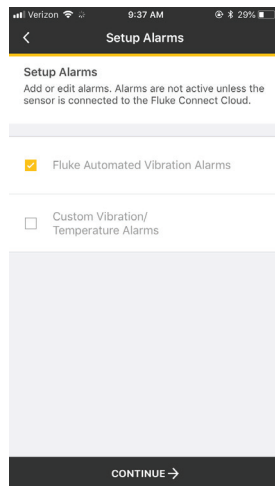 Verizon 9:37 AM 29%
Setup Alarms
Setup Alarms
Add or edit alarms. Alarms are not active unless the
sensor is connected to the Fluke Connect Cloud.
Fluke Automated Vibration Alarms
Custom Vibration/
Temperature Alarms
CONTINUE